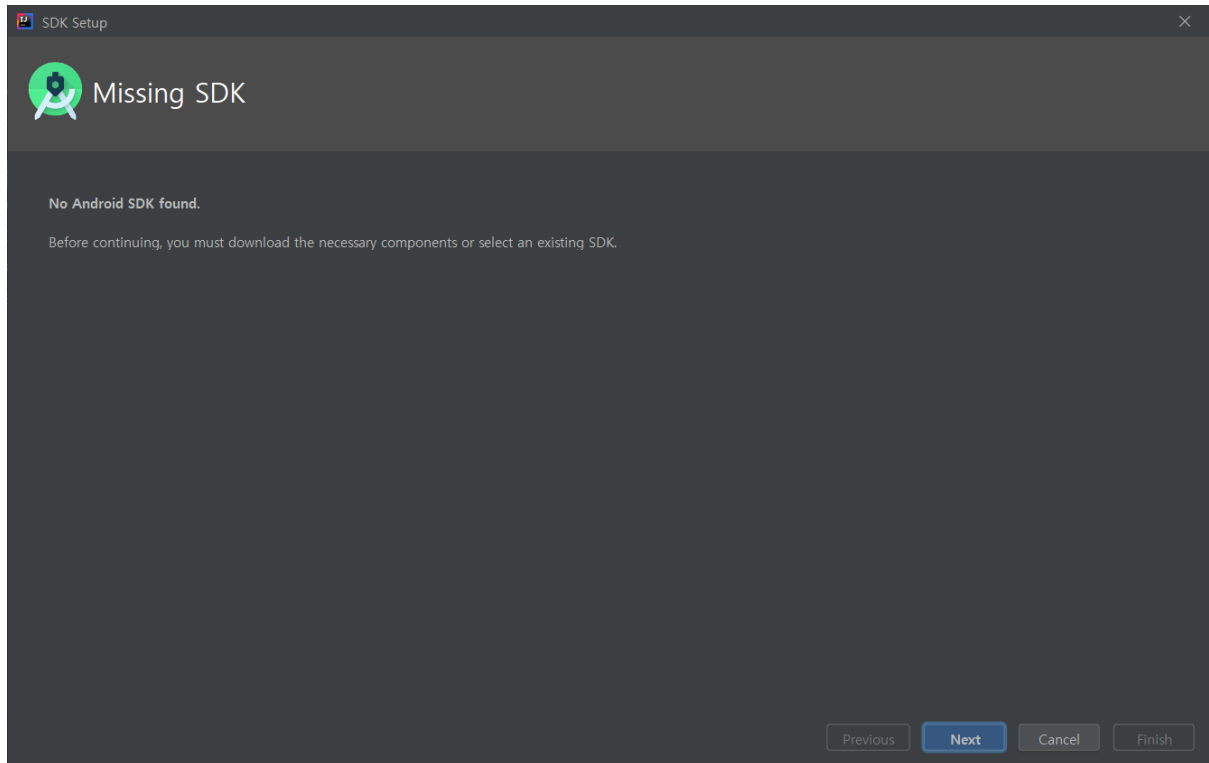 SDK Setup
Missing SDK
No Android SDK found.
Before continuing, you must download the necessary components or select an existing SDK.
Previous Next Cancel Finish